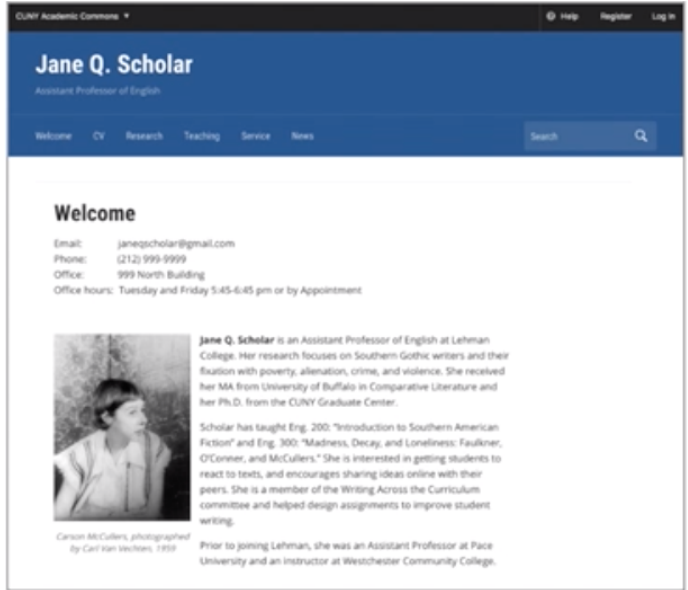 CUNY Academic Commons
Help Register Log In
Jane Q. Scholar
Assistant Professor of English
Welcome CV Research Teaching Service News
Search
Welcome
Email: janeqscholar@gmail.com
Phone: (212) 999-9999
Office: 999 North Building
Office hours: Tuesday and Friday 5:45-6:45 pm or by Appointment
Jane Q. Scholar is an Assistant Professor of English at Lehman
College. Her research focuses on Southern Gothic writers and their
fixation with poverty, alienation, crime, and violence. She received
her MA from University of Buffalo in Comparative Literature and
her Ph.D. from the CUNY Graduate Center.
Scholar has taught Eng. 200: "Introduction to Southern American
Fiction" and Eng. 300: "Madness, Decay, and Loneliness: Faulkner,
O'Conner, and McCullers." She is interested in getting students to
react to texts, and encourages sharing ideas online with their
peers. She is a member of the Writing Across the Curriculum
committee and helped design assignments to improve student
writing.
Prior to joining Lehman, she was an Assistant Professor at Pace
University and an instructor at Westchester Community College.
Carson McCullers, photographed
by Carl Van Vechten, 1959